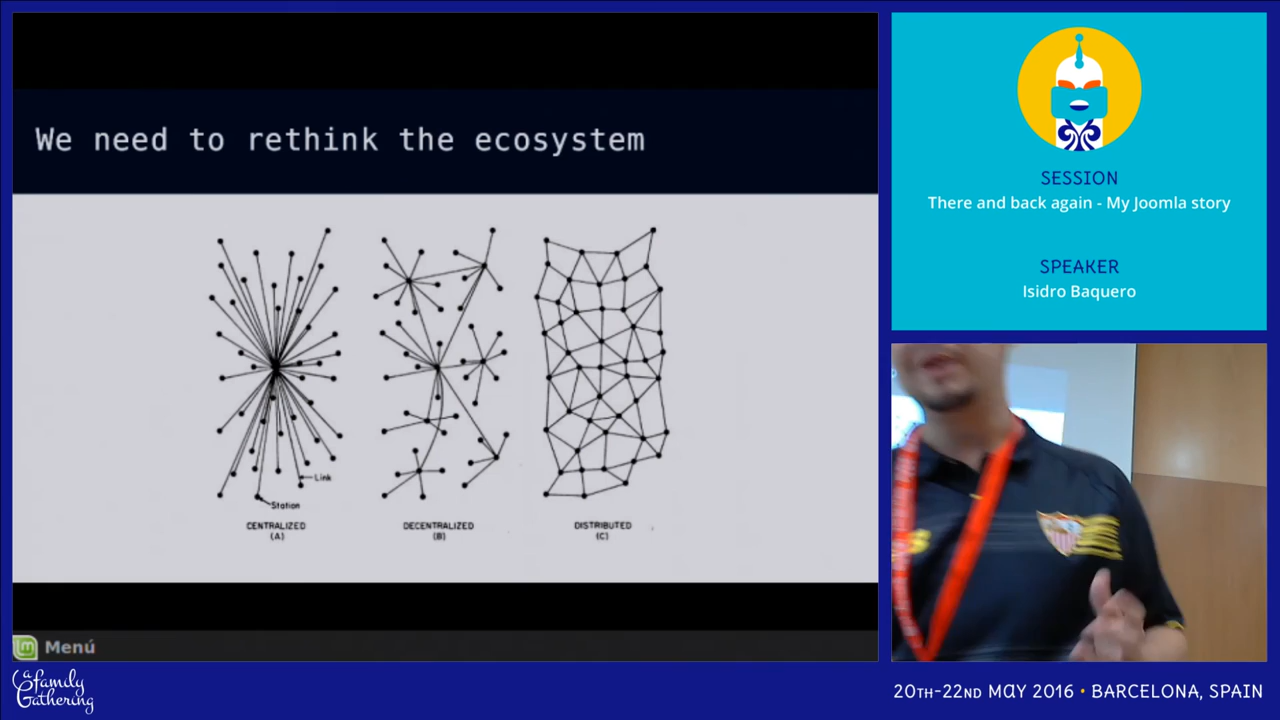 We need to rethink the ecosystem
Link
Station
CENTRALIZED
(A)
DECENTRALIZED
(B)
DISTRIBUTED
(C)
Menú
a family
Gathering
SESSION
There and back again - My Joomla story
SPEAKER
Isidro Baquero
20TH-22ND MAY 2016 • BARCELONA, SPAIN